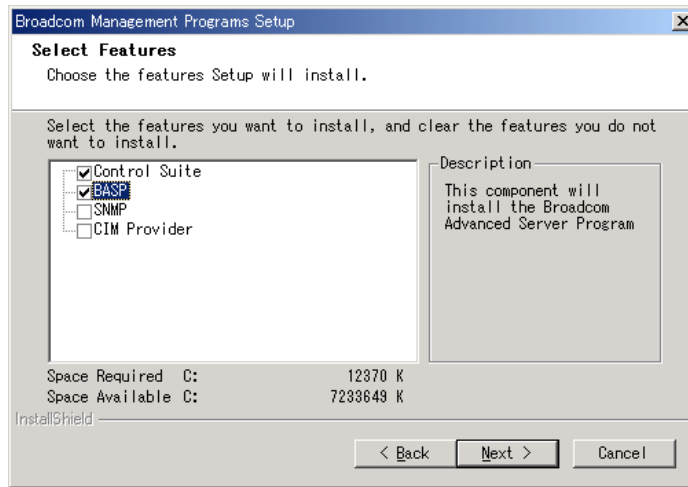 Broadcom Management Programs Setup
Select Features
Choose the features Setup will install.
Select the features you want to install, and clear the features you do not
want to install.
Control Suite
BASP
SNMP
CIM Provider
Description
This component will
install the Broadcom
Advanced Server Program
Space Required C: 12370 K
Space Available C: 7233649 K
InstallShield
< Back
Next >
Cancel